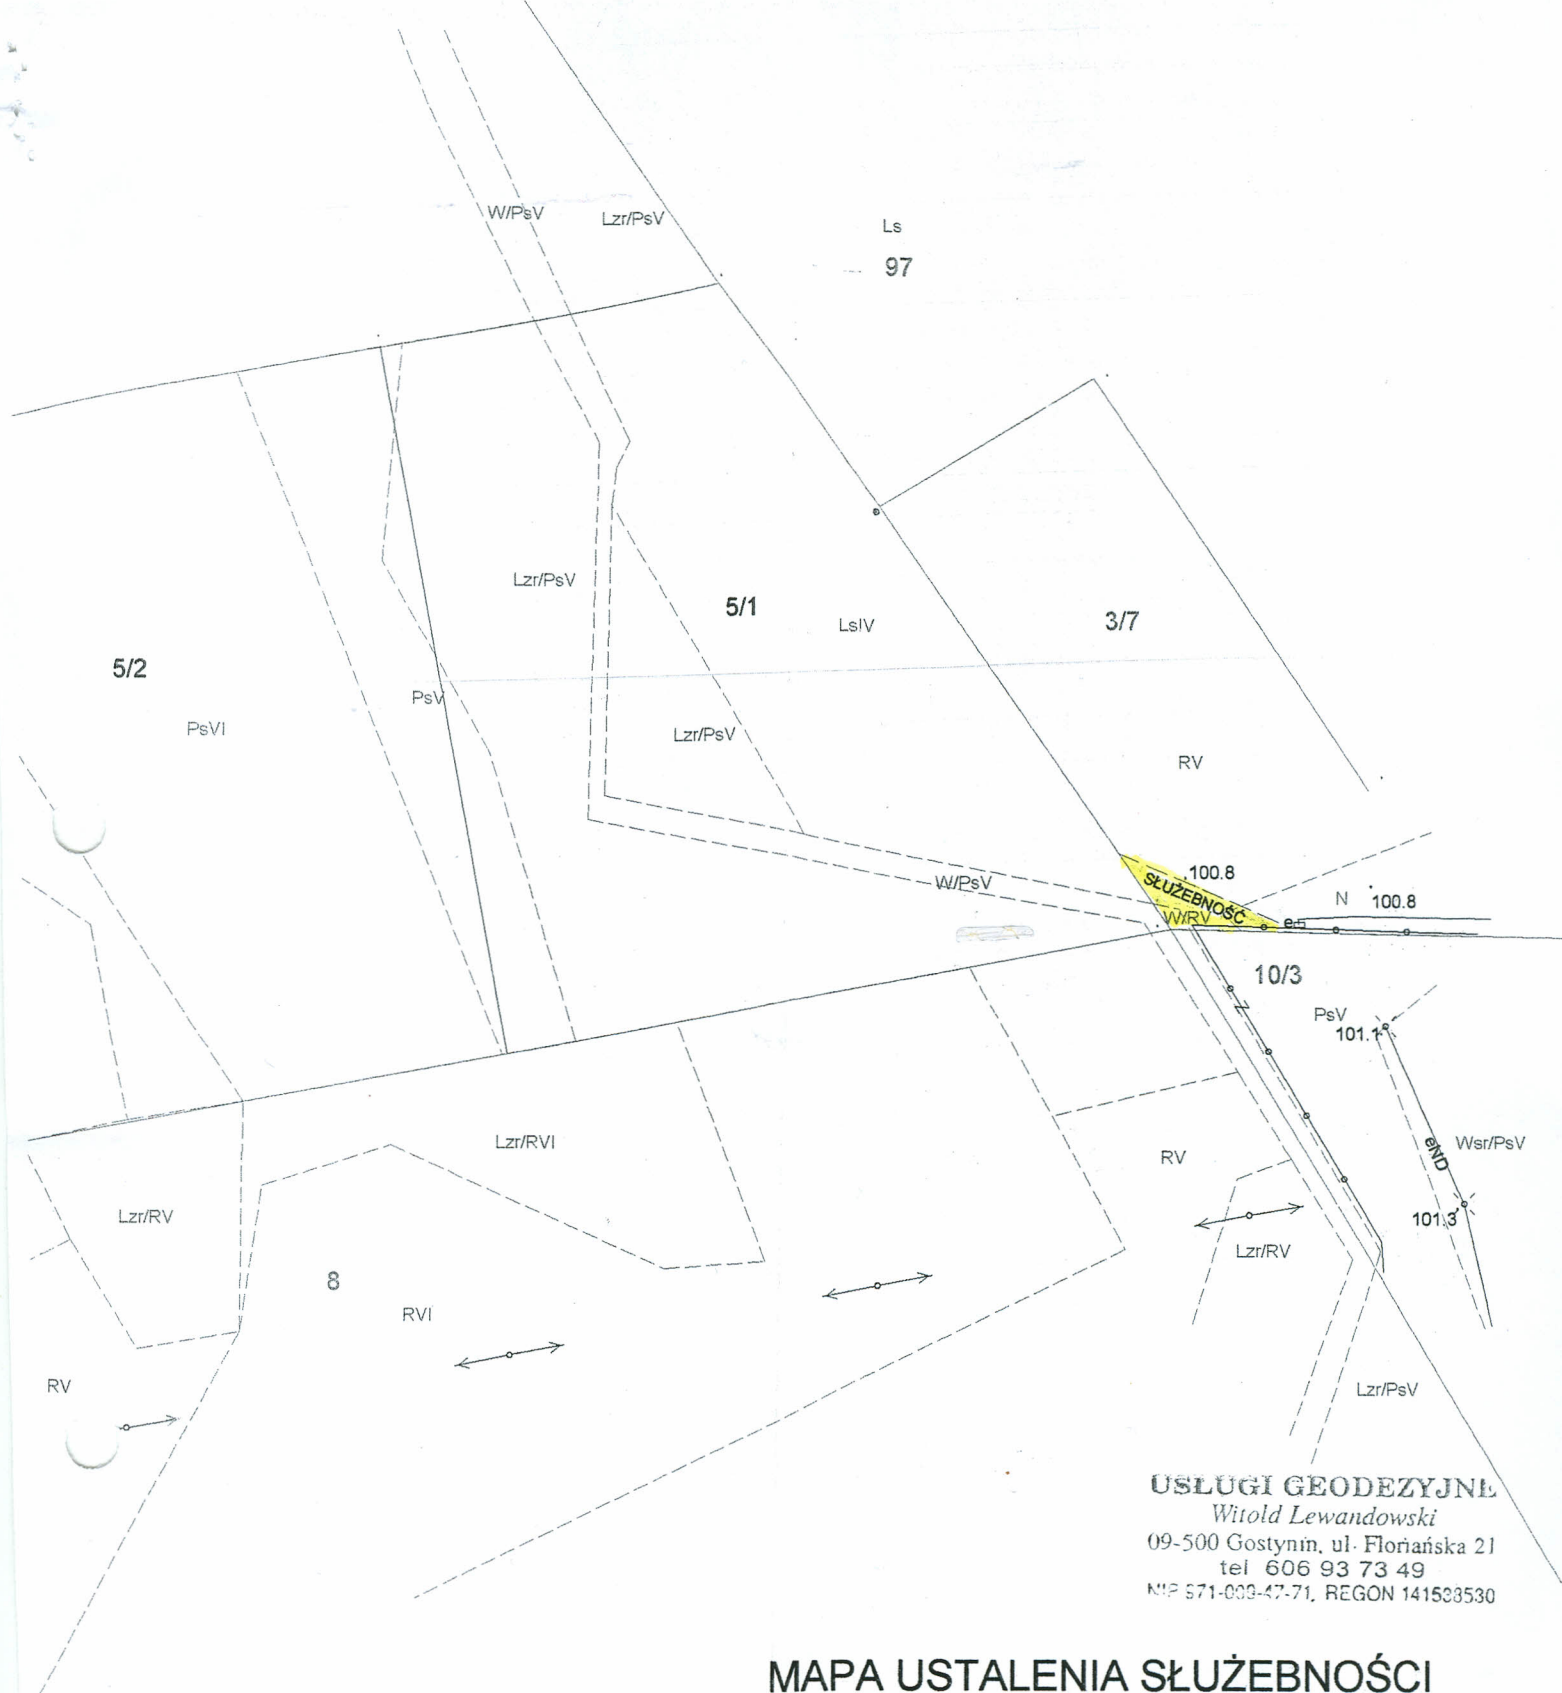 W/PsV
Lzr/PsV
Ls
97
Lzr/PsV
5/1
LsIV
3/7
5/2
PsV
PsVI
Lzr/PsV
RV
100.8
SŁUŻEBNOŚĆ
W/PsV
N
100.8
W/RV
e
10/3
PsV
101.1
Lzr/RVI
RV
eND
Wsr/PsV
Lzr/RV
101.3
Lzr/RV
8
RVI
RV
Lzr/PsV
USŁUGI GEODEZYJNE
Witold Lewandowski
09-500 Gostynin, ul. Floriańska 21
tel 606 93 73 49
REGON 141533530
MAPA USTALENIA SŁUŻEBNOŚCI